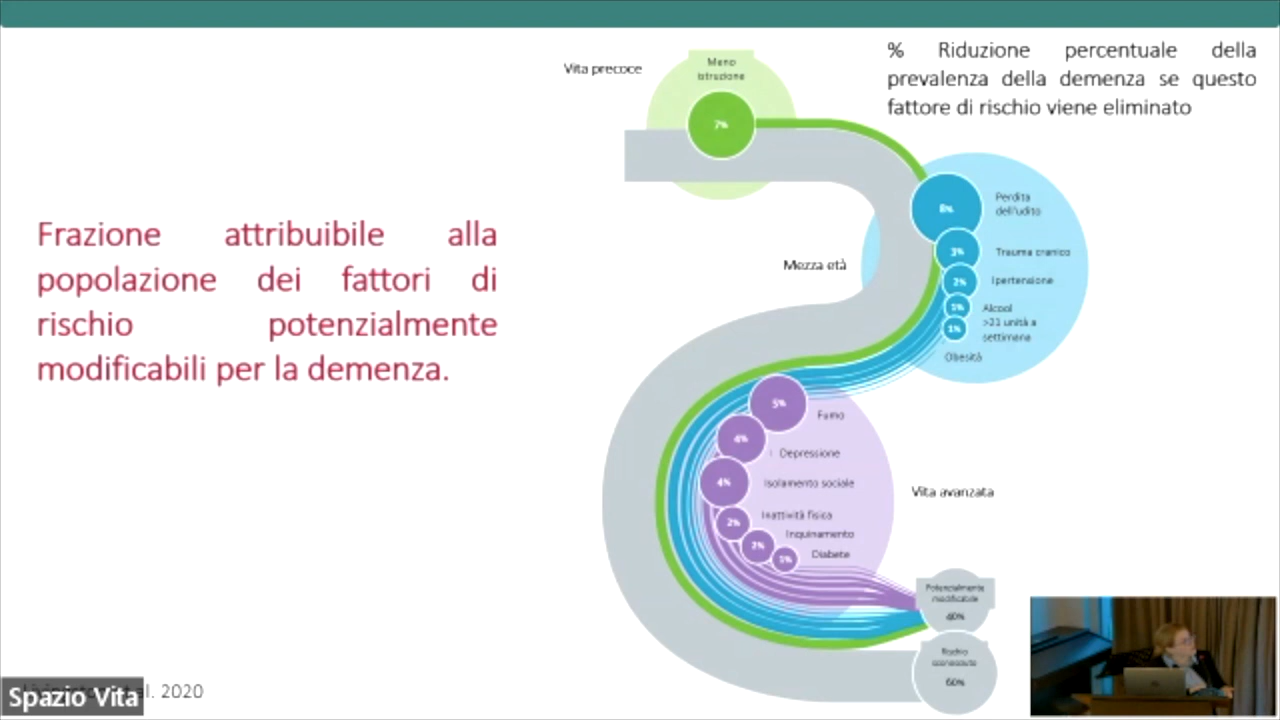 Vita precoce
Meno
istruzione
7%
% Riduzione percentuale della
prevalenza della demenza se questo
fattore di rischio viene eliminato
Frazione attribuibile alla
popolazione dei fattori di
rischio potenzialmente
modificabili per la demenza.
Mezza età
8%
Perdita
dell'udito
3%
Trauma cranico
2%
Ipertensione
1%
Alcool
>21 unità a
settimana
1%
Obesità
5%
Fumo
4%
Depressione
4%
Isolamento sociale
Vita avanzata
2%
Inattività fisica
2%
Inquinamento
1%
Diabete
Potenzialmente
modificabile
40%
Rischio
sconosciuto
60%
al. 2020
Spazio Vita